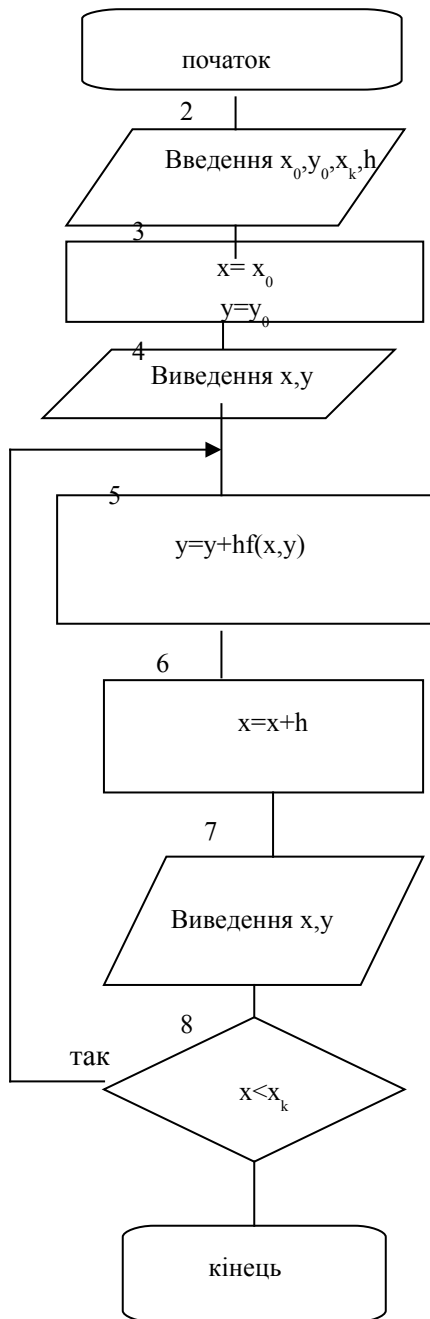 початок
2
Введення x₀,y₀,xₖ,h
3
x= x₀
y=y₀
4
Виведення x,y
5
y=y+hf(x,y)
6
x=x+h
7
Виведення x,y
8
так
x<xₖ
кінець